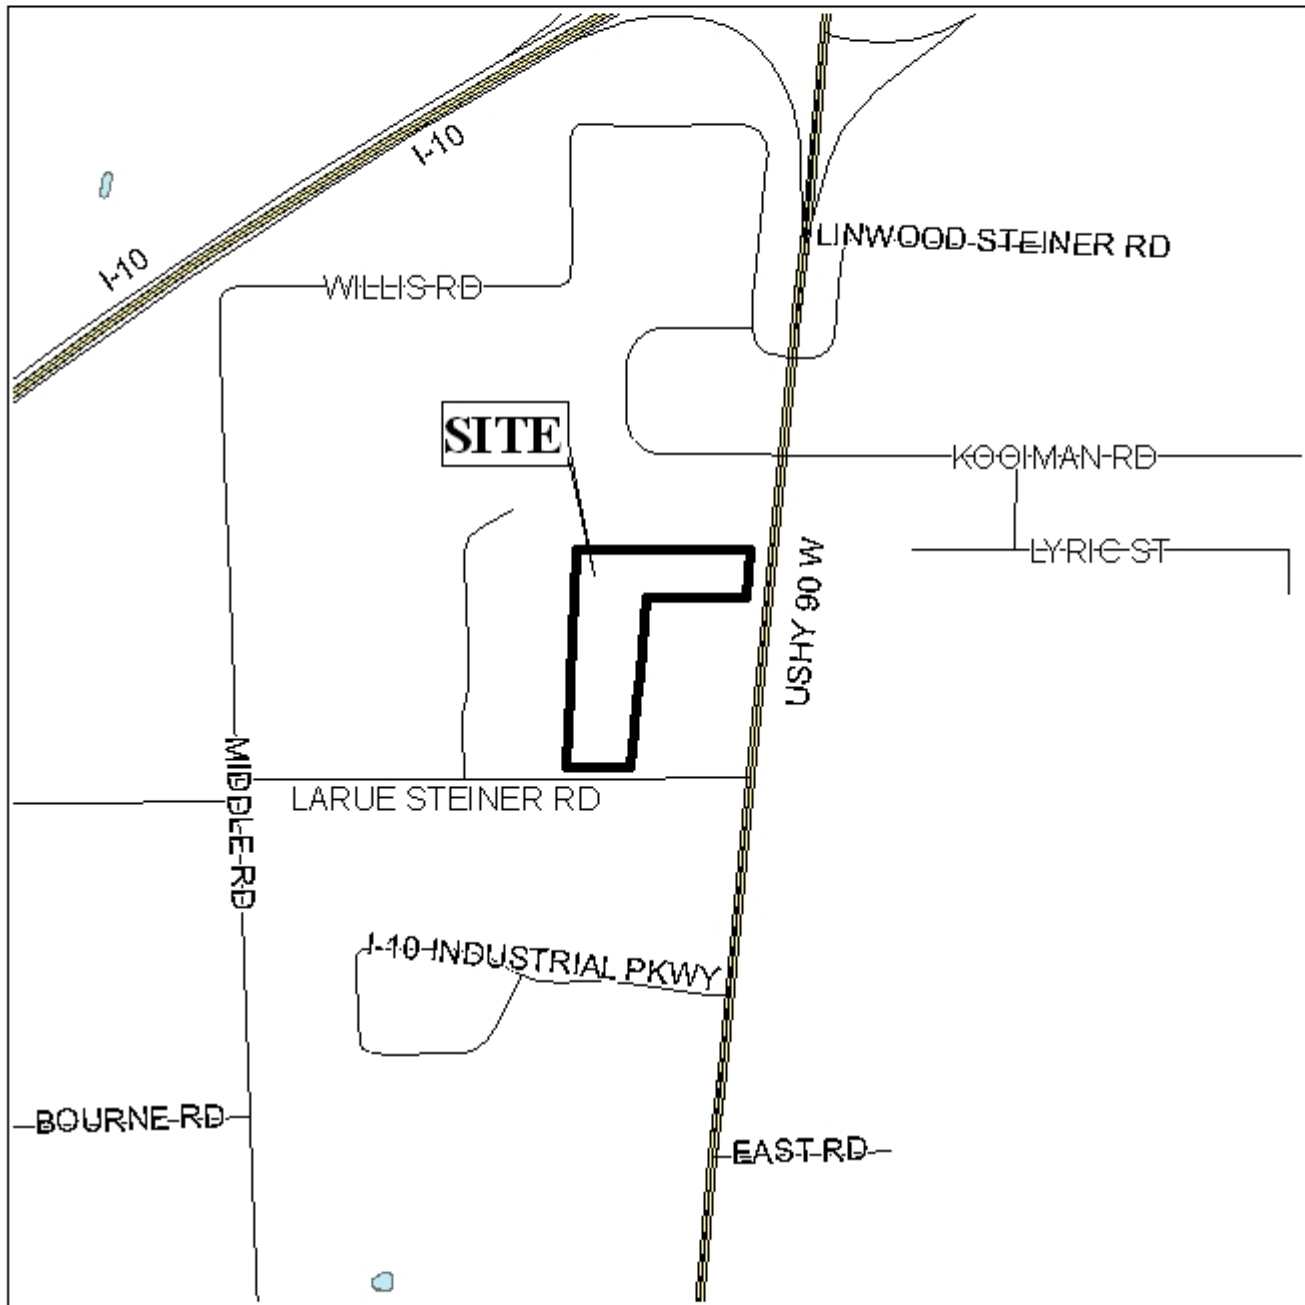 I-10
I-10
LINWOOD STEINER RD
WILLIS RD
SITE
KOOIMAN RD
LYRIC ST
USHY 90 W
MIDDLE RD
LARUE STEINER RD
I-10 INDUSTRIAL PKWY
BOURNE RD
EAST RD